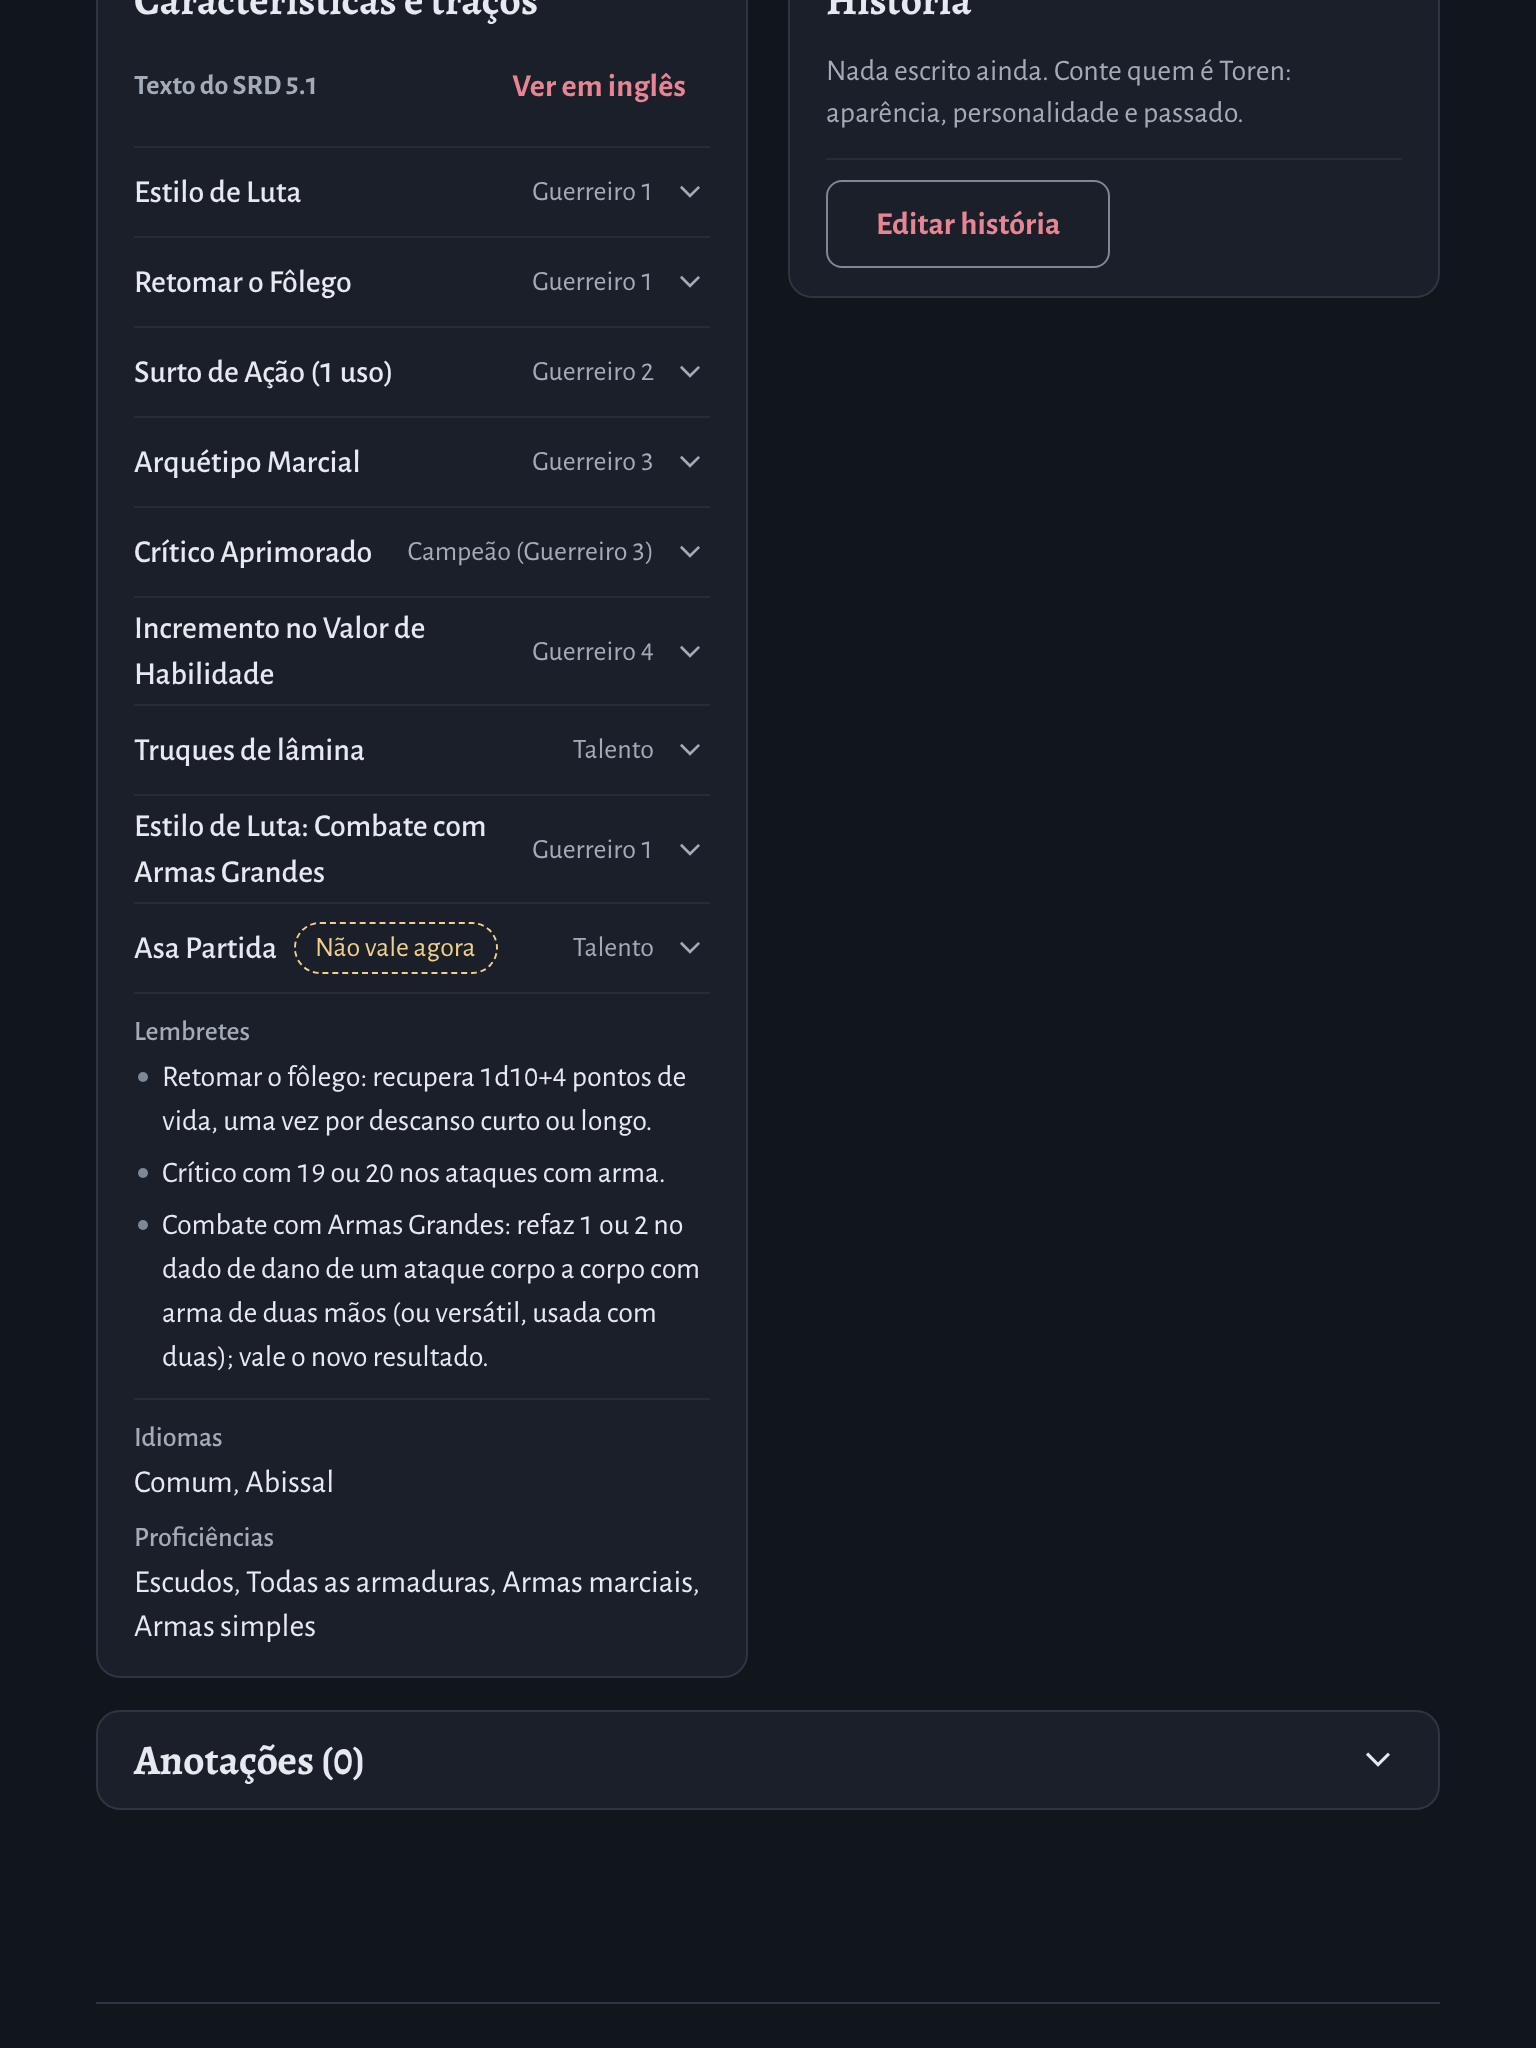 Características e traços
Texto do SRD 5.1
Ver em inglês
Estilo de Luta
Guerreiro 1
Retomar o Fôlego
Guerreiro 1
Surto de Ação (1 uso)
Guerreiro 2
Arquétipo Marcial
Guerreiro 3
Crítico Aprimorado
Campeão (Guerreiro 3)
Incremento no Valor de
Habilidade
Guerreiro 4
Truques de lâmina
Talento
Estilo de Luta: Combate com
Armas Grandes
Guerreiro 1
Asa Partida
Não vale agora
Talento
Lembretes
Retomar o fôlego: recupera 1d10+4 pontos de
vida, uma vez por descanso curto ou longo.
Crítico com 19 ou 20 nos ataques com arma.
Combate com Armas Grandes: refaz 1 ou 2 no
dado de dano de um ataque corpo a corpo com
arma de duas mãos (ou versátil, usada com
duas); vale o novo resultado.
Idiomas
Comum, Abissal
Proficiências
Escudos, Todas as armaduras, Armas marciais,
Armas simples
História
Nada escrito ainda. Conte quem é Toren:
aparência, personalidade e passado.
Editar história
Anotações (0)